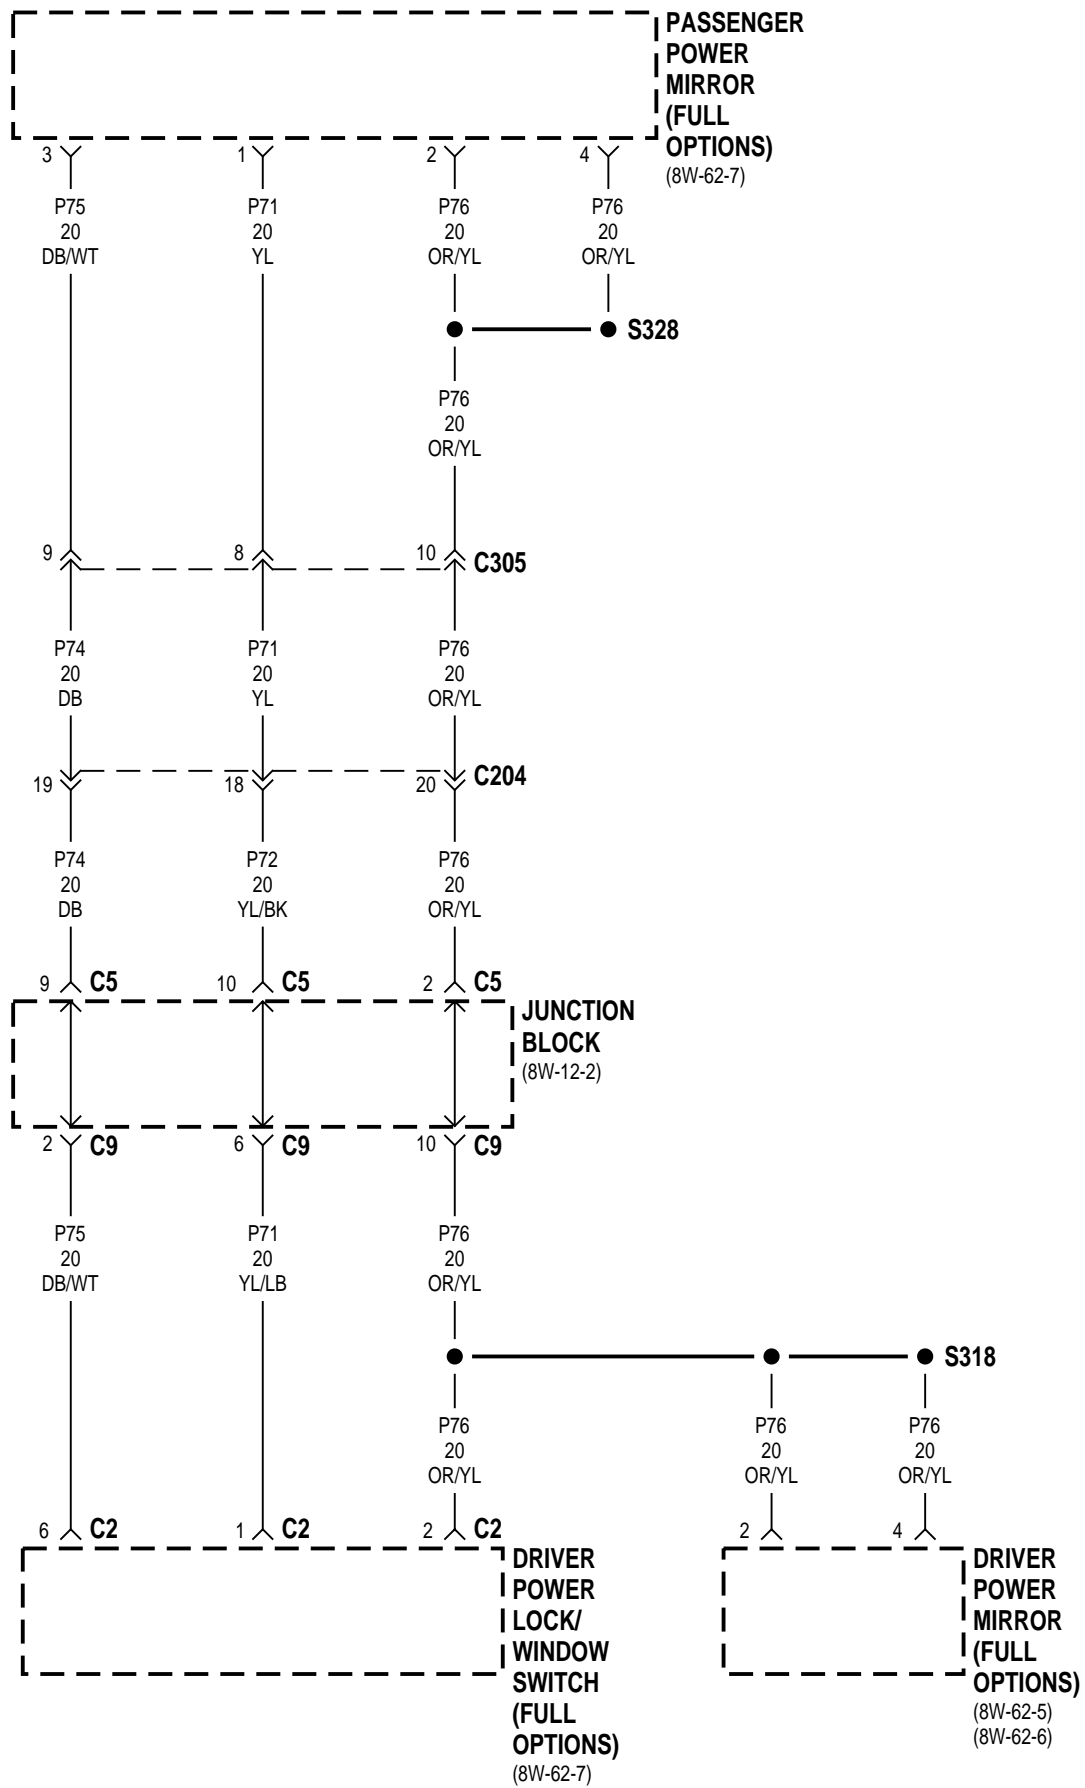 PASSENGER
POWER
MIRROR
(FULL
OPTIONS)
(8W-62-7)
3 1 2 4
P75 P71 P76 P76
20 20 20 20
DB/WT YL OR/YL OR/YL
S328
P76
20
OR/YL
9 8 10 C305
P74 P71 P76
20 20 20
DB YL OR/YL
19 18 20 C204
P74 P72 P76
20 20 20
DB YL/BK OR/YL
9 C5 10 C5 2 C5
JUNCTION
BLOCK
(8W-12-2)
2 C9 6 C9 10 C9
P75 P71 P76
20 20 20
DB/WT YL/LB OR/YL
S318
P76 P76 P76
20 20 20
OR/YL OR/YL OR/YL
6 C2 1 C2 2 C2 2 4
DRIVER
POWER
LOCK/
WINDOW
SWITCH
(FULL
OPTIONS)
(8W-62-7)
DRIVER
POWER
MIRROR
(FULL
OPTIONS)
(8W-62-5)
(8W-62-6)